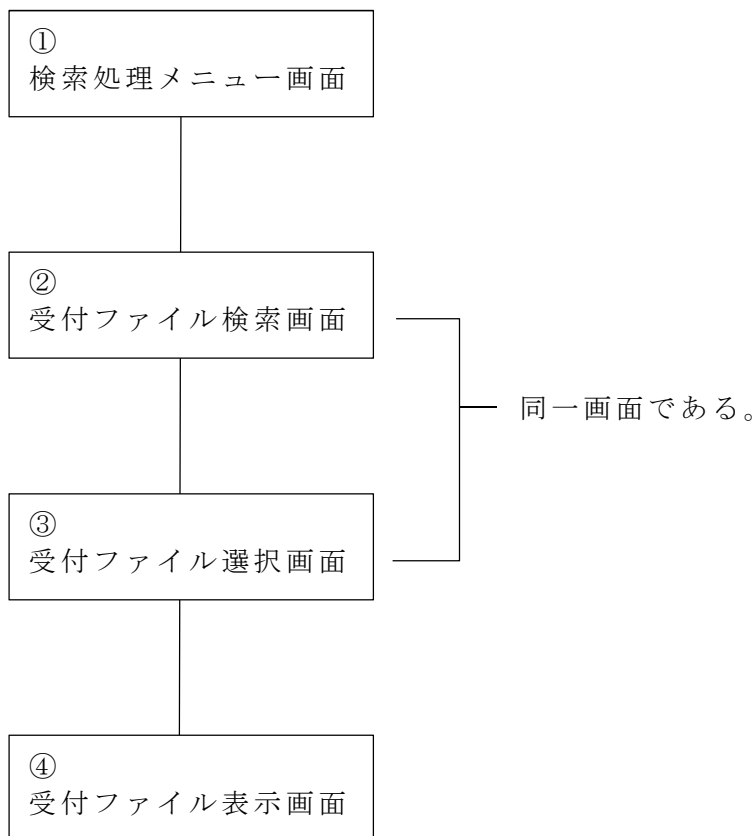 ①
検索処理メニュー画面
②
受付ファイル検索画面
同一画面である。
③
受付ファイル選択画面
④
受付ファイル表示画面